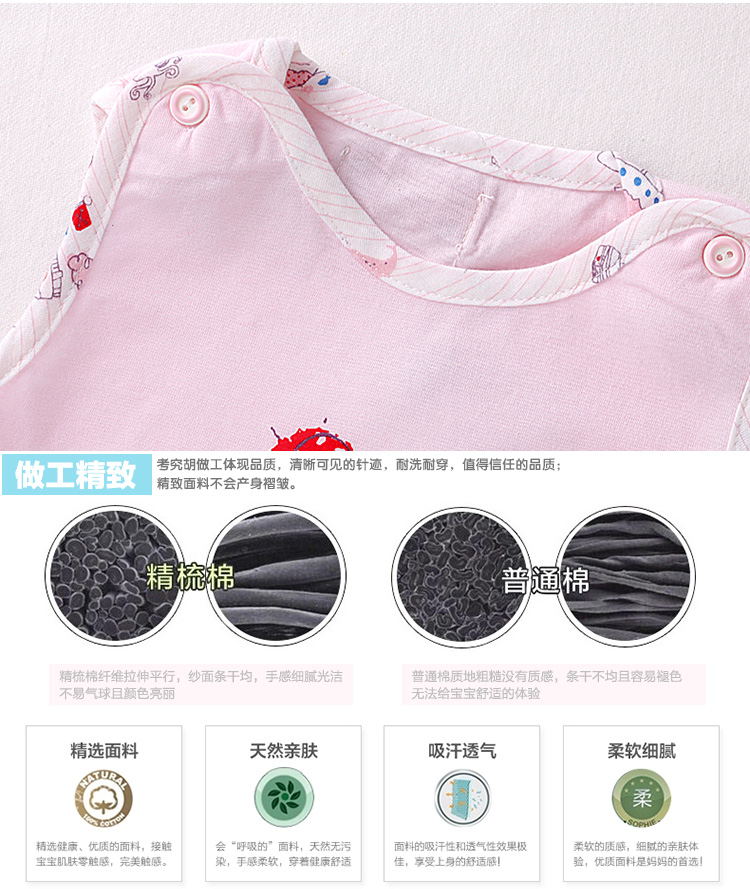 做工精致
考究胡做工体现品质，清晰可见的针迹，耐洗耐穿，值得信任的品质；
精致面料不会产身褶皱。
精梳棉
普通棉
精梳棉纤维拉伸平行，纱面条干均，手感细腻光洁
不易气球且颜色亮丽
普通棉质地粗糙没有质感，条干不均且容易褪色
无法给宝宝舒适的体验
精选面料
NATURAL
100% COTTON
精选健康、优质的面料，接触
宝宝肌肤零触感，完美触感。
天然亲肤
会“呼吸的”面料，天然无污
染，手感柔软，穿着健康舒适
吸汗透气
面料的吸汗性和透气性效果极
佳，享受上身的舒适感！
柔软细腻
柔
SOPHIE
柔软的质感，细腻的亲肤体
验，优质面料是妈妈的首选！